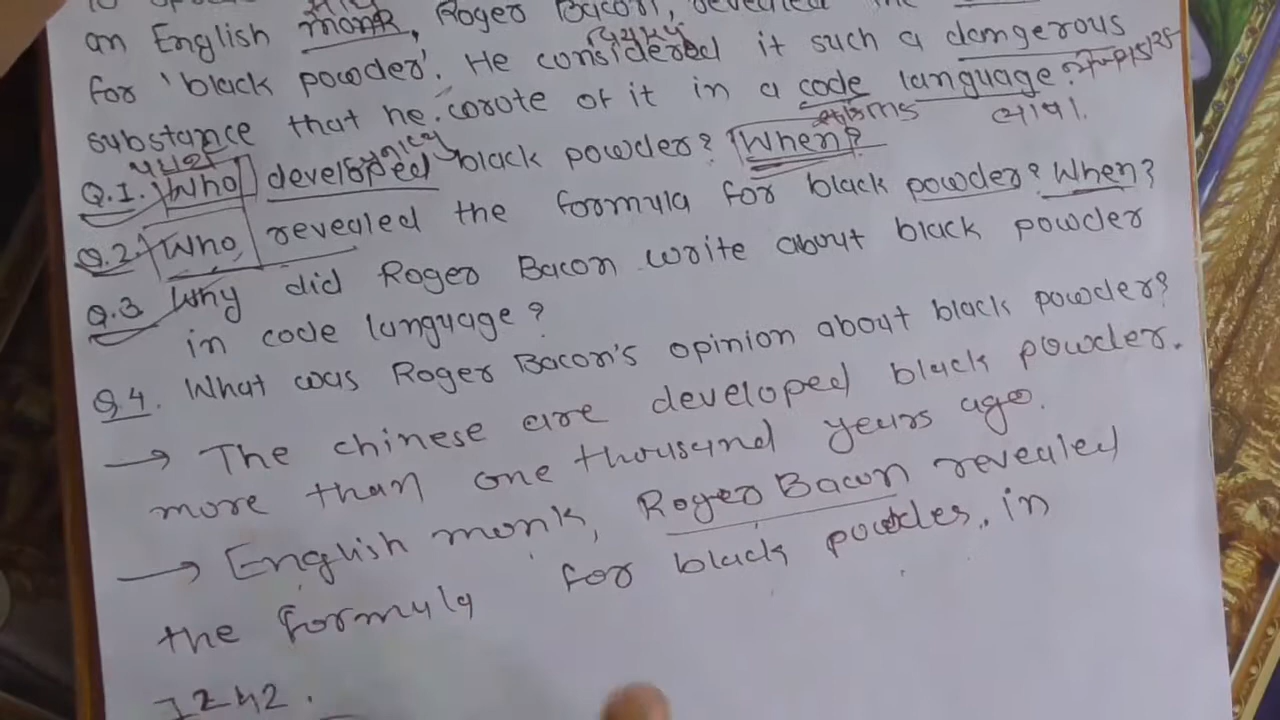 an English monk, Roger Bacon, revealed the
for 'black powder'. He considered it such a dangerous
substance that he wrote of it in a code language.
Q.1. Who developed black powder? When?
Q.2. Who revealed the formula for black powder? When?
Q.3 Why did Roger Bacon write about black powder
in code language?
Q.4. What was Roger Bacon's opinion about black powder?
→ The chinese are developed black powder.
more than one thousand years ago.
→ English monk, Roger Bacon revealed
the formula for black powder, in
1242.